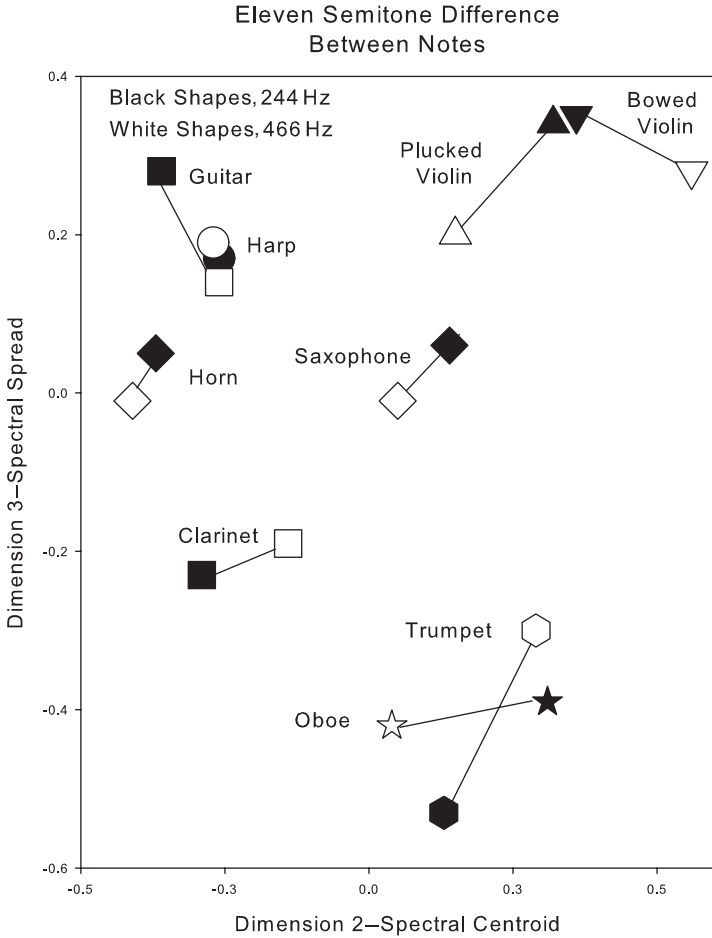 Eleven Semitone Difference
Between Notes
0.4
Black Shapes, 244 Hz
White Shapes, 466 Hz
Bowed
Violin
Plucked
Violin
Guitar
0.2
Harp
Saxophone
Horn
0.0
Clarinet
-0.2
Trumpet
Oboe
-0.4
-0.6
-0.5
-0.3
0.0
0.3
0.5
Dimension 3–Spectral Spread
Dimension 2–Spectral Centroid